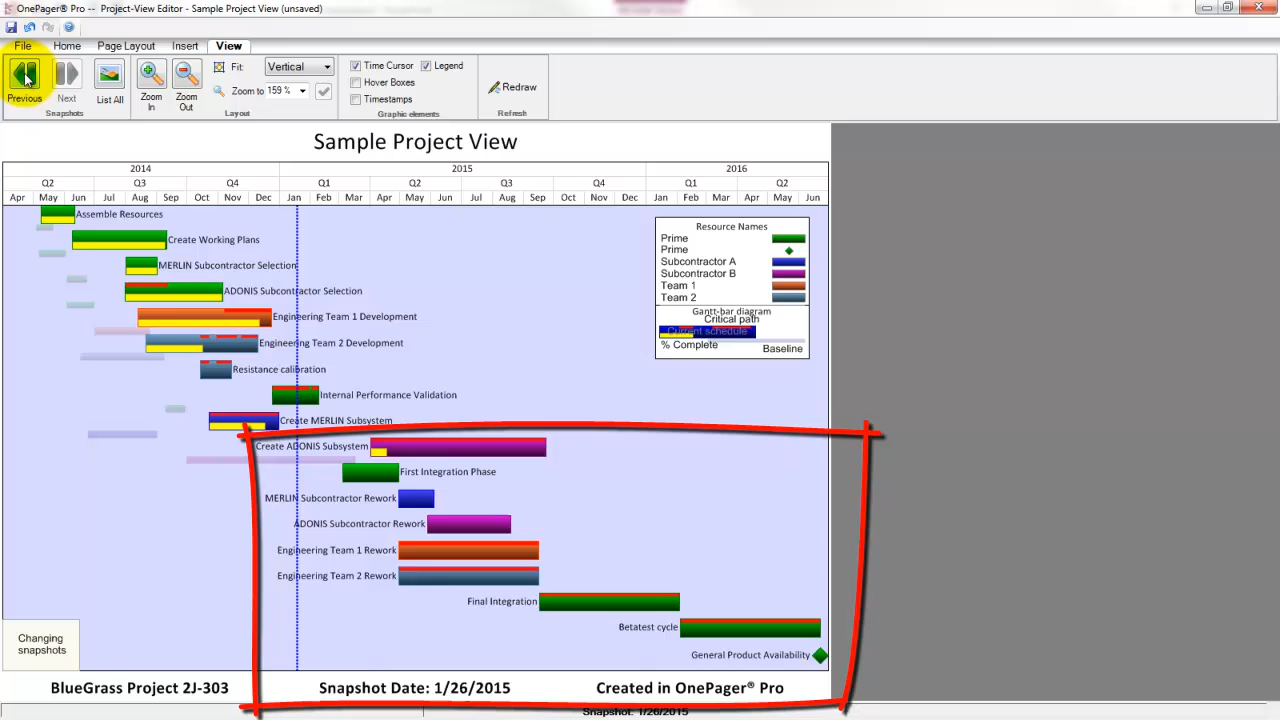 OnePager® Pro -- Project-View Editor - Sample Project View (unsaved)
File Home Page Layout Insert View
Previous Next List All
Snapshots
Zoom In Zoom Out
Fit: Vertical
Zoom to 159 %
Layout
Time Cursor Legend
Hover Boxes
Timestamps
Graphic elements
Redraw
Refresh
Sample Project View
2014 2015 2016
Q2 Q3 Q4 Q1 Q2 Q3 Q4 Q1 Q2
Apr May Jun Jul Aug Sep Oct Nov Dec Jan Feb Mar Apr May Jun Jul Aug Sep Oct Nov Dec Jan Feb Mar Apr May Jun
Assemble Resources
Create Working Plans
MERLIN Subcontractor Selection
ADONIS Subcontractor Selection
Engineering Team 1 Development
Engineering Team 2 Development
Resistance calibration
Internal Performance Validation
Create MERLIN Subsystem
Create ADONIS Subsystem
First Integration Phase
MERLIN Subcontractor Rework
ADONIS Subcontractor Rework
Engineering Team 1 Rework
Engineering Team 2 Rework
Final Integration
Betatest cycle
General Product Availability
Resource Names
Prime
Prime
Subcontractor A
Subcontractor B
Team 1
Team 2
Gantt-bar diagram
Critical path
Current schedule
% Complete
Baseline
Changing
snapshots
BlueGrass Project 2J-303 Snapshot Date: 1/26/2015 Created in OnePager® Pro
Snapshot: 1/26/2015